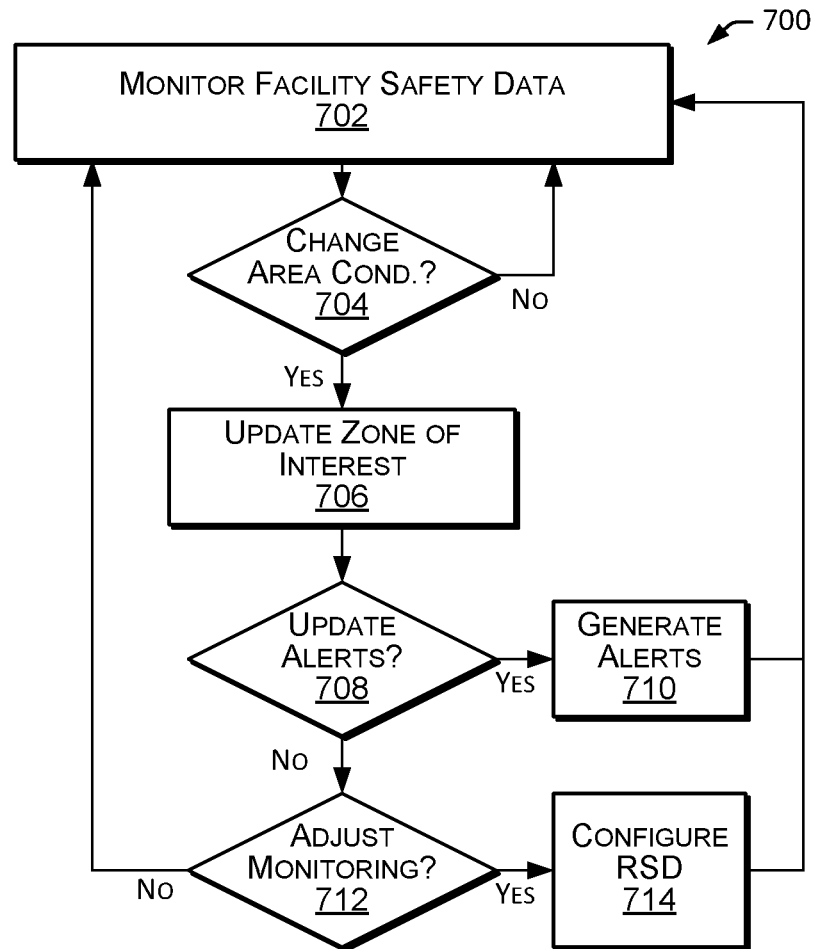 700
MONITOR FACILITY SAFETY DATA
702
CHANGE
AREA COND.?
704
NO
YES
UPDATE ZONE OF
INTEREST
706
UPDATE
ALERTS?
708
YES
GENERATE
ALERTS
710
NO
ADJUST
MONITORING?
712
NO
YES
CONFIGURE
RSD
714